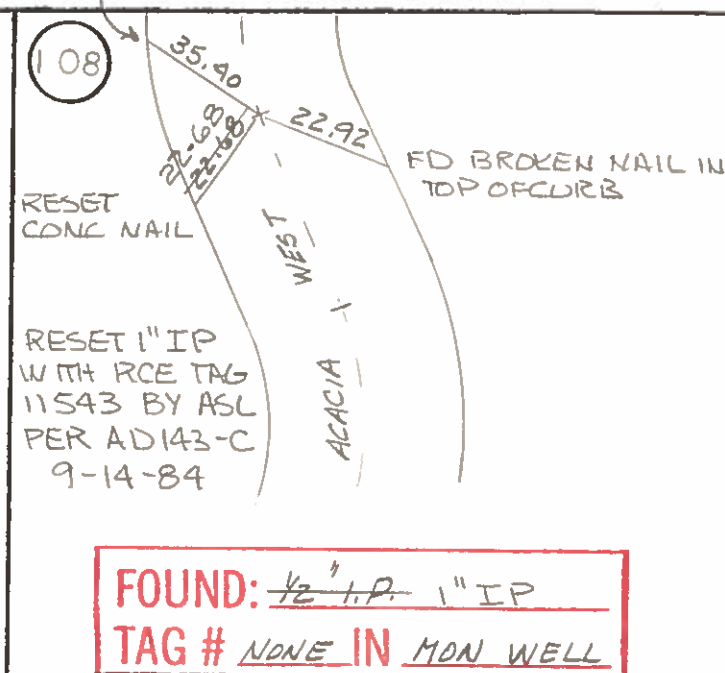 108
35.90
22.68
22.68
22.92
FD BROKEN NAIL IN
TOP OF CURB
RESET
CONC NAIL
WEST
ACACIA
RESET 1" IP
WITH RCE TAG
11543 BY ASL
PER AD143-C
9-14-84
FOUND: 1/2" I.P. 1" IP
TAG # NONE IN MON WELL